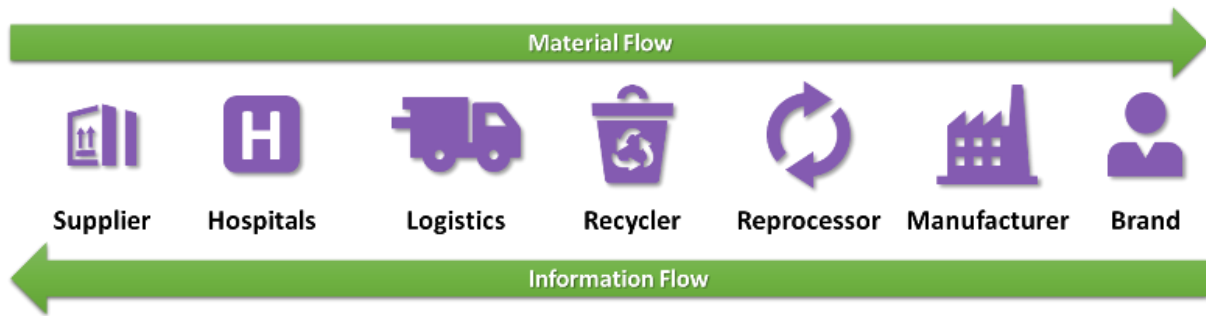 Material Flow
H
Supplier Hospitals Logistics Recycler Reprocessor Manufacturer Brand
Information Flow